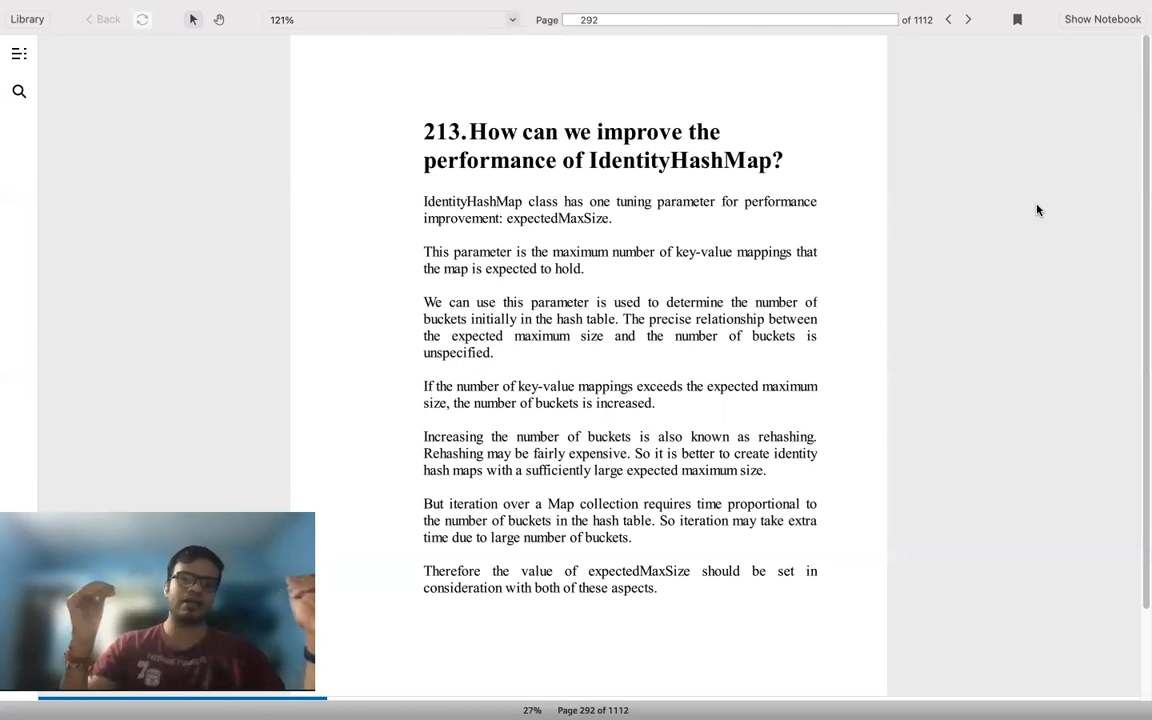 Library
Back
121%
Page 292 of 1112
Show Notebook
213.How can we improve the
performance of IdentityHashMap?
IdentityHashMap class has one tuning parameter for performance
improvement: expectedMaxSize.
This parameter is the maximum number of key-value mappings that
the map is expected to hold.
We can use this parameter is used to determine the number of
buckets initially in the hash table. The precise relationship between
the expected maximum size and the number of buckets is
unspecified.
If the number of key-value mappings exceeds the expected maximum
size, the number of buckets is increased.
Increasing the number of buckets is also known as rehashing.
Rehashing may be fairly expensive. So it is better to create identity
hash maps with a sufficiently large expected maximum size.
But iteration over a Map collection requires time proportional to
the number of buckets in the hash table. So iteration may take extra
time due to large number of buckets.
Therefore the value of expectedMaxSize should be set in
consideration with both of these aspects.
27% Page 292 of 1112